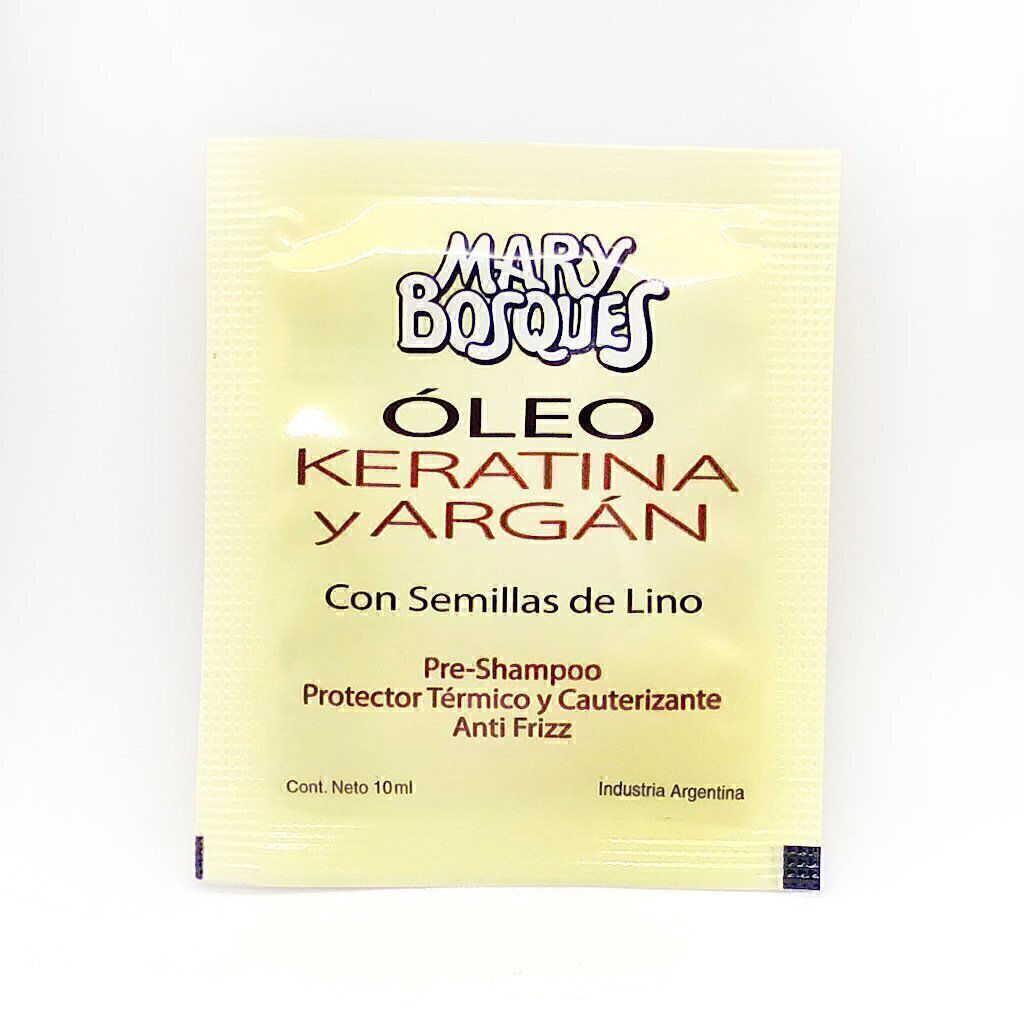 MARY
BOSQUES
ÓLEO
KERATINA
y ARGÁN
Con Semillas de Lino
Pre-Shampoo
Protector Térmico y Cauterizante
Anti Frizz
Cont. Neto 10ml
Industria Argentina